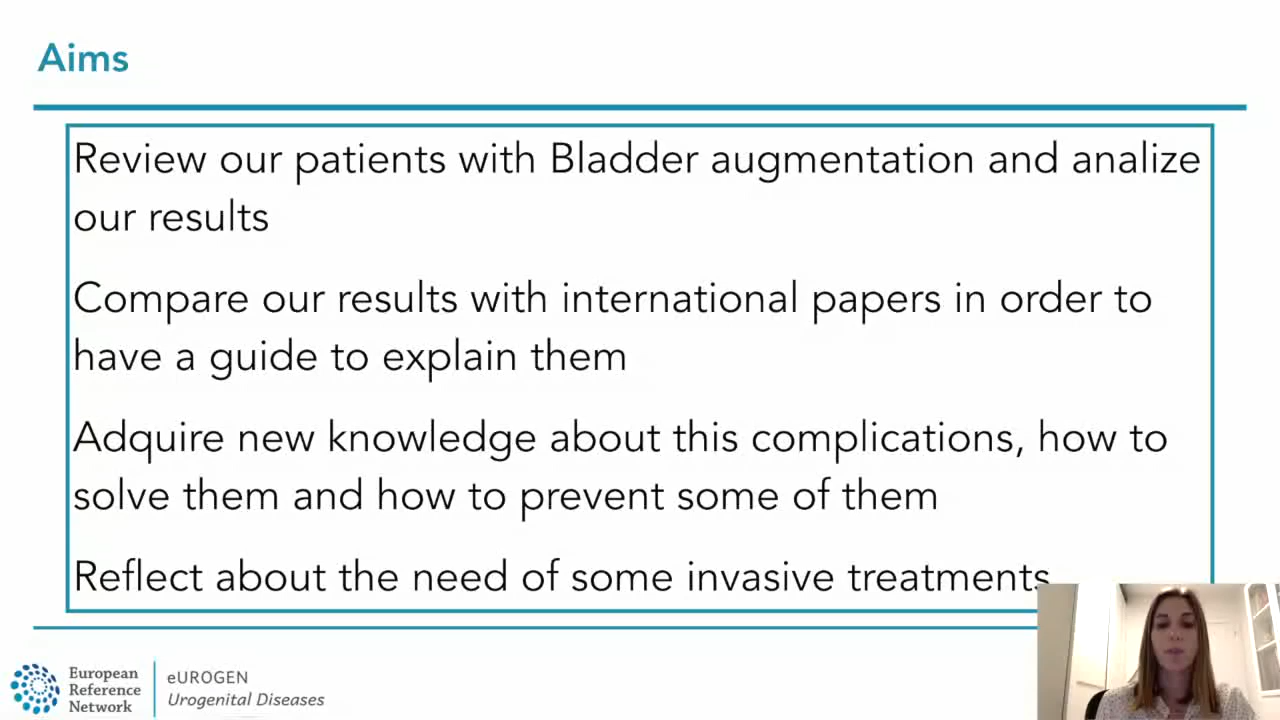 Aims
Review our patients with Bladder augmentation and analize
our results
Compare our results with international papers in order to
have a guide to explain them
Adquire new knowledge about this complications, how to
solve them and how to prevent some of them
Reflect about the need of some invasive treatments
European
Reference
Network
eUROGEN
Urogenital Diseases